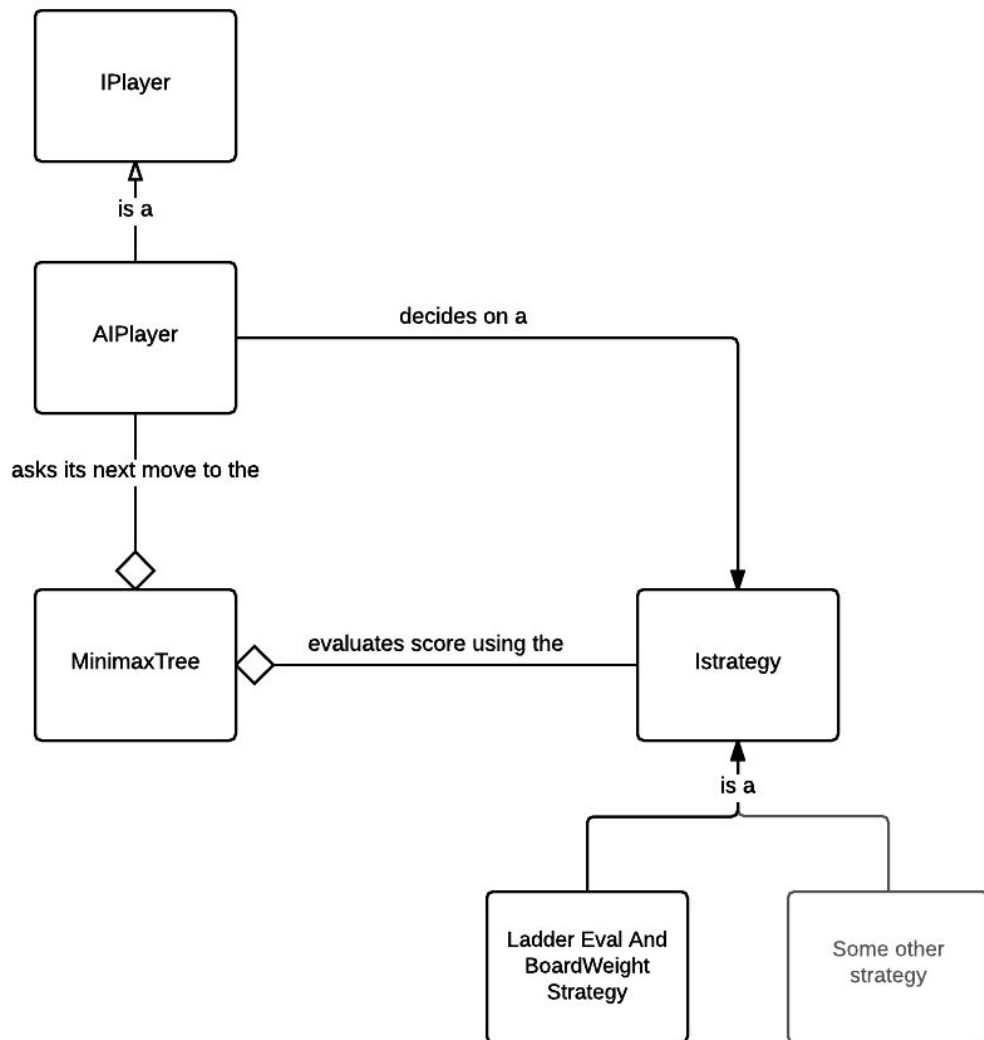 IPlayer
is a
AIPlayer
decides on a
asks its next move to the
MinimaxTree
evaluates score using the
Istrategy
is a
Ladder Eval And
BoardWeight
Strategy
Some other
strategy